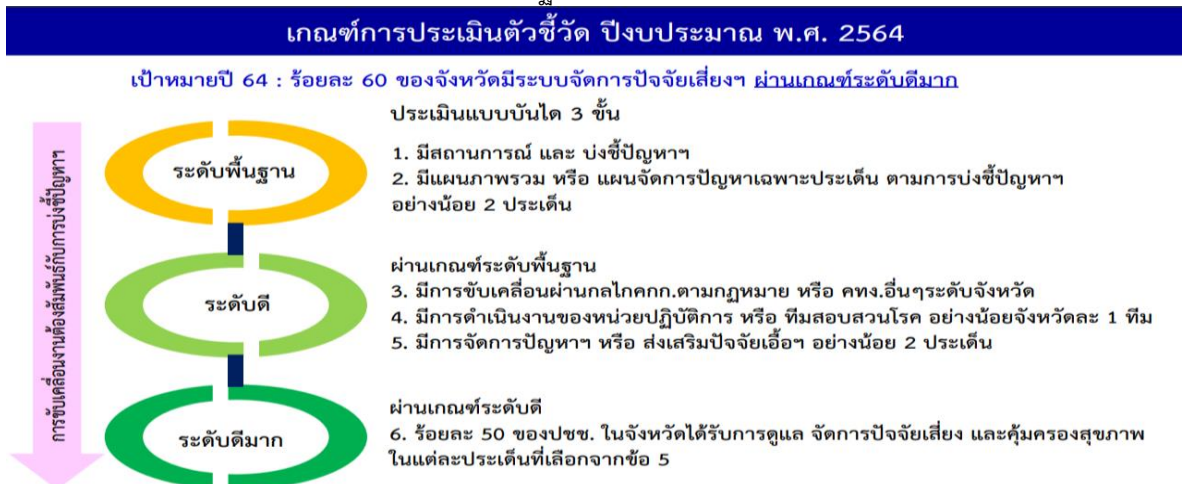 เกณฑ์การประเมินตัวชี้วัด ปีงบประมาณ พ.ศ. 2564
เป้าหมายปี 64 : ร้อยละ 60 ของจังหวัดมีระบบจัดการปัจจัยเสี่ยงฯ ผ่านเกณฑ์ระดับดีมาก
การขับเคลื่อนงานต้องสัมพันธ์กับการบ่งชี้ปัญหาฯ
ประเมินแบบบันได 3 ขั้น
ระดับพื้นฐาน
1. มีสถานการณ์ และ บ่งชี้ปัญหาฯ
2. มีแผนภาพรวม หรือ แผนจัดการปัญหาเฉพาะประเด็น ตามการบ่งชี้ปัญหาฯ
อย่างน้อย 2 ประเด็น
ระดับดี
ผ่านเกณฑ์ระดับพื้นฐาน
3. มีการขับเคลื่อนผ่านกลไกคกก.ตามกฎหมาย หรือ คทง.อื่นๆระดับจังหวัด
4. มีการดำเนินงานของหน่วยปฏิบัติการ หรือ ทีมสอบสวนโรค อย่างน้อยจังหวัดละ 1 ทีม
5. มีการจัดการปัญหาฯ หรือ ส่งเสริมปัจจัยเอื้อฯ อย่างน้อย 2 ประเด็น
ระดับดีมาก
ผ่านเกณฑ์ระดับดี
6. ร้อยละ 50 ของปชช. ในจังหวัดได้รับการดูแล จัดการปัจจัยเสี่ยง และคุ้มครองสุขภาพ
ในแต่ละประเด็นที่เลือกจากข้อ 5